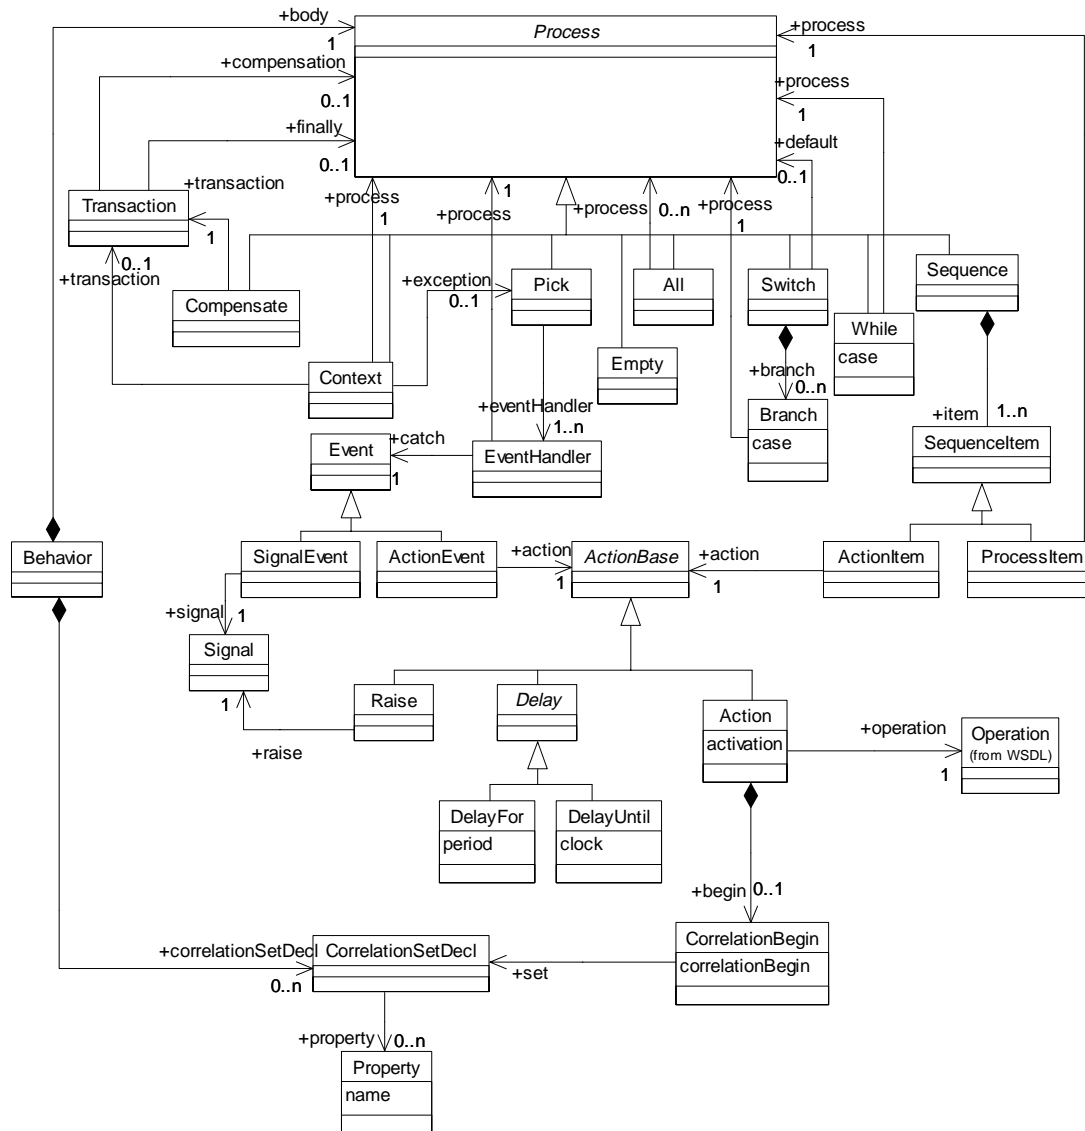 +body
1
Process
+process
1
+compensation
0..1
+process
1
+finally
0..1
+default
0..1
+transaction
Transaction
1
+process
1
1
+process
+process
0..n
+process
1
0..1
+transaction
Compensate
+exception
0..1
Pick
All
Switch
Sequence
While
case
Context
Empty
+branch
0..n
+eventHandler
1..n
Branch
case
+item
1..n
Event
+catch
1
EventHandler
SequenceItem
Behavior
SignalEvent
ActionEvent
+action
1
ActionBase
+action
1
ActionItem
ProcessItem
+signal
1
Signal
1
+raise
Raise
Delay
Action
activation
+operation
1
Operation
(from WSDL)
DelayFor
period
DelayUntil
clock
+begin
0..1
+correlationSetDecl
0..n
CorrelationSetDecl
+set
CorrelationBegin
correlationBegin
+property
0..n
Property
name